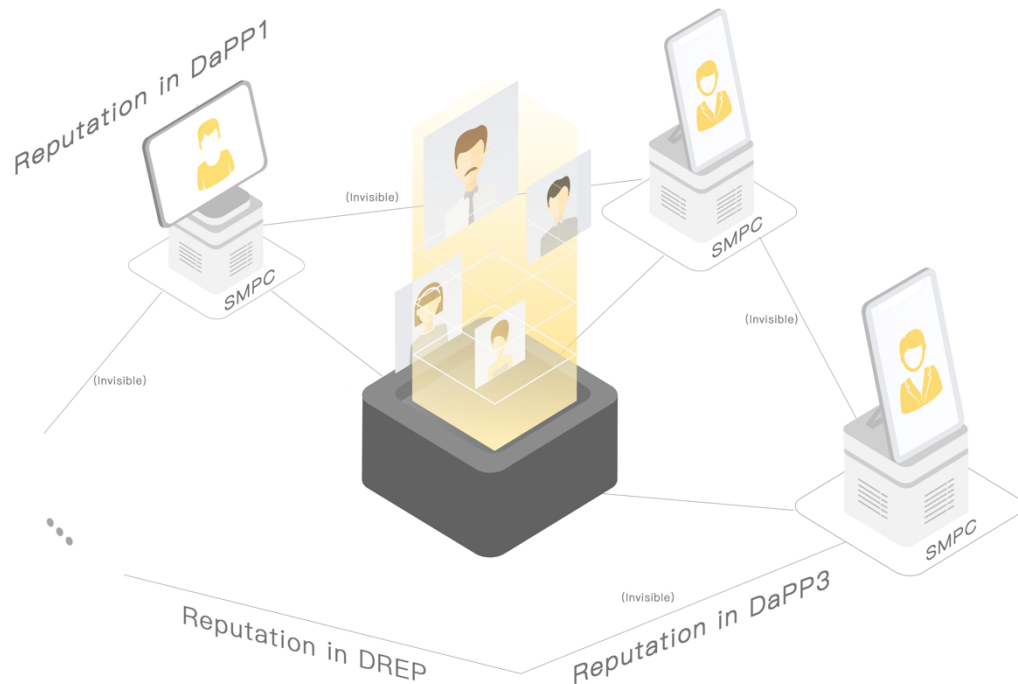 Reputation in DaPP1
(Invisible)
SMPC
SMPC
(Invisible)
(Invisible)
SMPC
(Invisible)
Reputation in DREP
Reputation in DaPP3